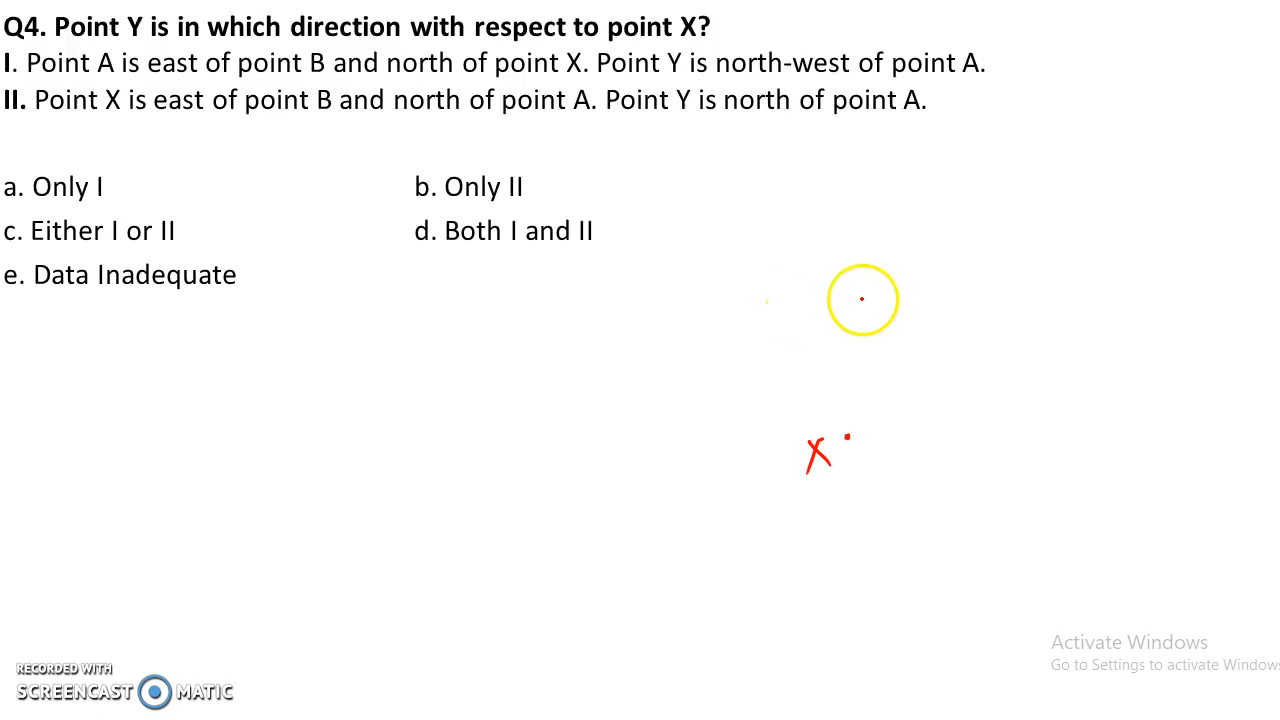 Q4. Point Y is in which direction with respect to point X?
I. Point A is east of point B and north of point X. Point Y is north-west of point A.
II. Point X is east of point B and north of point A. Point Y is north of point A.
a. Only I b. Only II
c. Either I or II d. Both I and II
e. Data Inadequate
X
Activate Windows
Go to Settings to activate Windows
RECORDED WITH
SCREENCAST MATIC